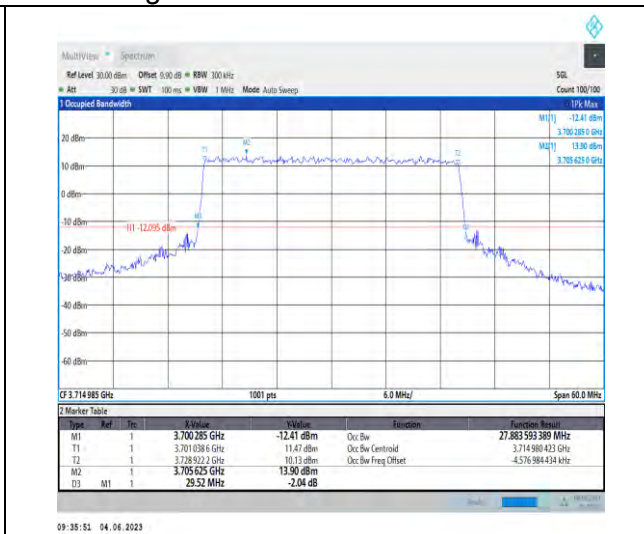 MultiView Spectrum
Ref Level 30.00 dBm Offset 9.90 dB RBW 300 kHz SGL
Att 30 dB SWT 100 ms VBW 1 MHz Mode Auto Sweep Count 100/100
1 Occupied Bandwidth 1Pk Max
M1[1] -12.41 dBm
3.700 285 0 GHz
M2[1] 13.90 dBm
3.705 625 0 GHz
20 dBm
T1 M2 T2
10 dBm
0 dBm
-10 dBm
H1 -12.095 dBm
-20 dBm
-30 dBm
-40 dBm
-50 dBm
-60 dBm
CF 3.714 985 GHz 1001 pts 6.0 MHz/ Span 60.0 MHz
2 Marker Table
Type Ref Trc X-Value Y-Value Function Function Result
M1 1 3.700 285 GHz -12.41 dBm Occ Bw 27.883 593 389 MHz
T1 1 3.701 038 6 GHz 11.47 dBm Occ Bw Centroid 3.714 980 423 GHz
T2 1 3.728 922 2 GHz 10.13 dBm Occ Bw Freq Offset -4.576 984 434 kHz
M2 1 3.705 625 GHz 13.90 dBm
D3 M1 1 29.52 MHz -2.04 dB
09:35:51 04.06.2023